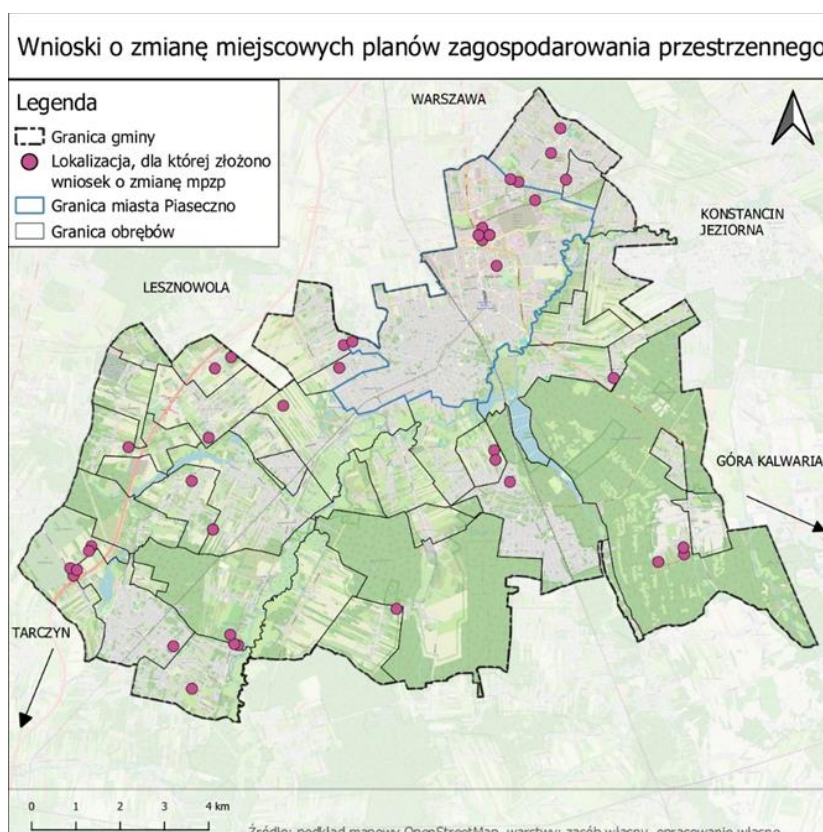 Wnioski o zmianę miejscowych planów zagospodarowania przestrzennego
Legenda
Granica gminy
Lokalizacja, dla której złożono
wniosek o zmianę mpzp
Granica miasta Piaseczno
Granica obrębów
WARSZAWA
KONSTANCIN
JEZIORNA
LESZNOWOLA
GÓRA KALWARIA
TARCZYN
0 1 2 3 4 km
Źródło: podkład mapowy OpenStreetMap, warstwy: zasób własny, opracowanie własne